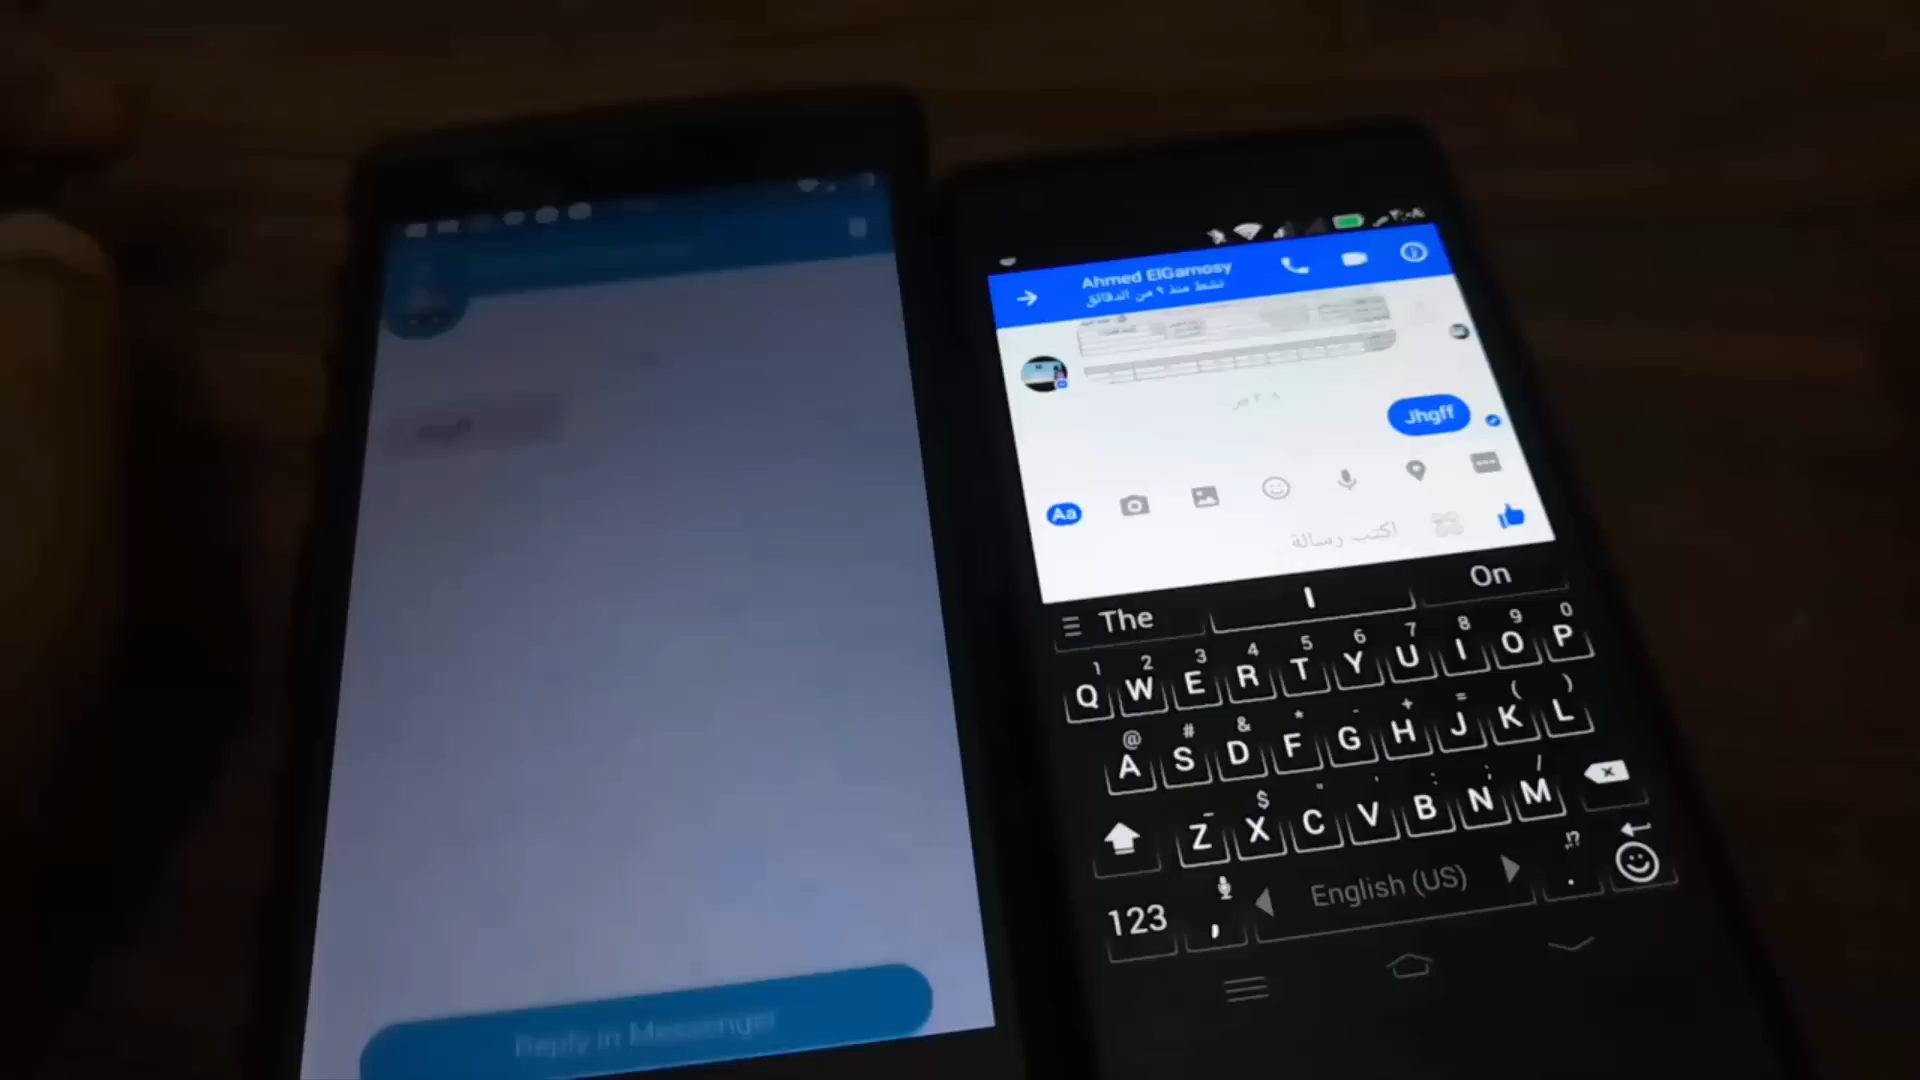 Reply in Messenger
Ahmed ElGamosy
نشط منذ ٩ من الدقائق
Jhgff
Aa
اكتب رسالة
The
I
On
1 2 3 4 5 6 7 8 9 0
Q W E R T Y U I O P
@ # & * - + = ( )
A S D F G H J K L
Z X C V B N M
123 , English (US) .